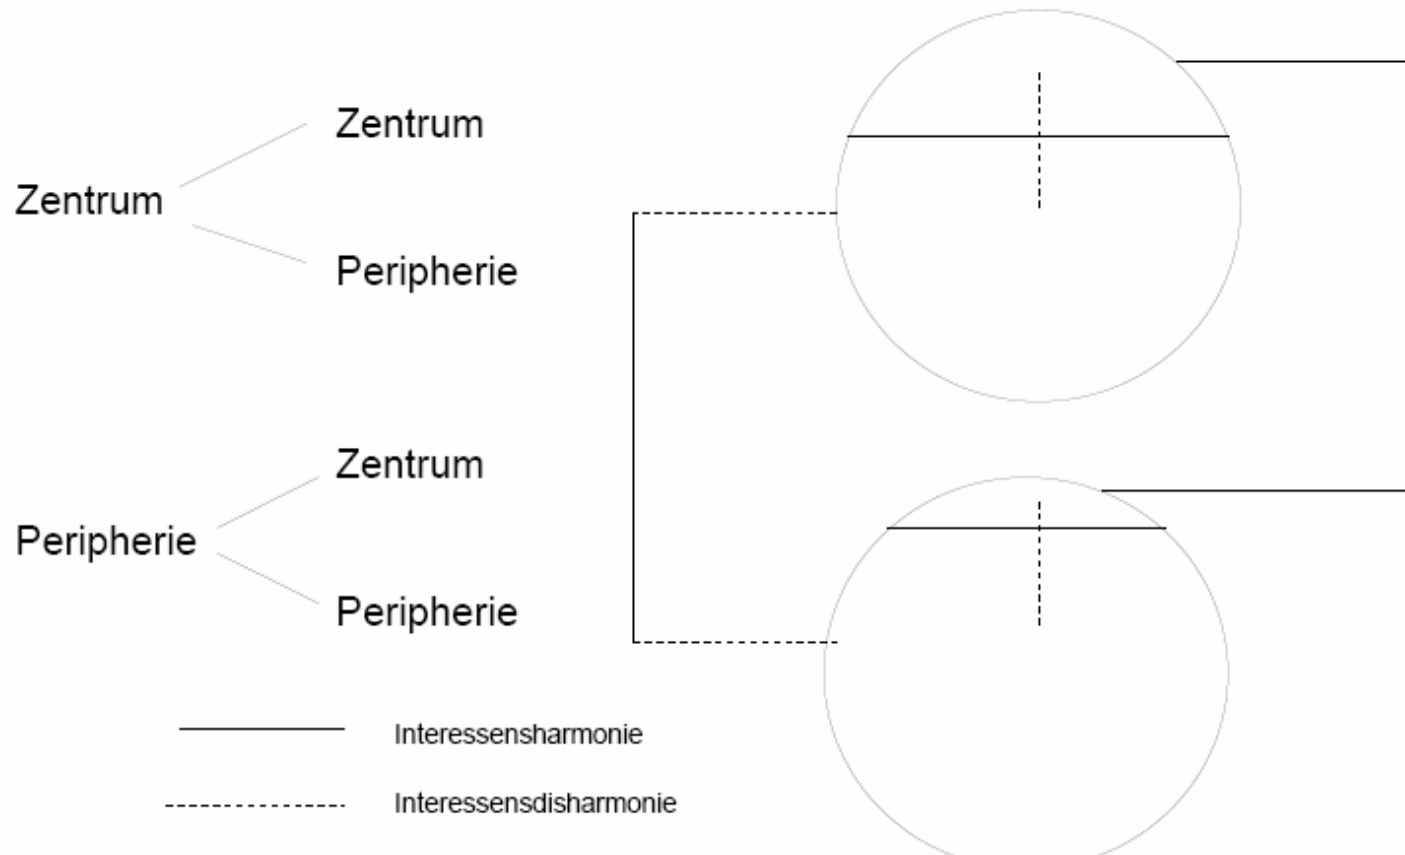 Zentrum
Zentrum
Peripherie
Zentrum
Peripherie
Peripherie
Interessensharmonie
Interessensdisharmonie